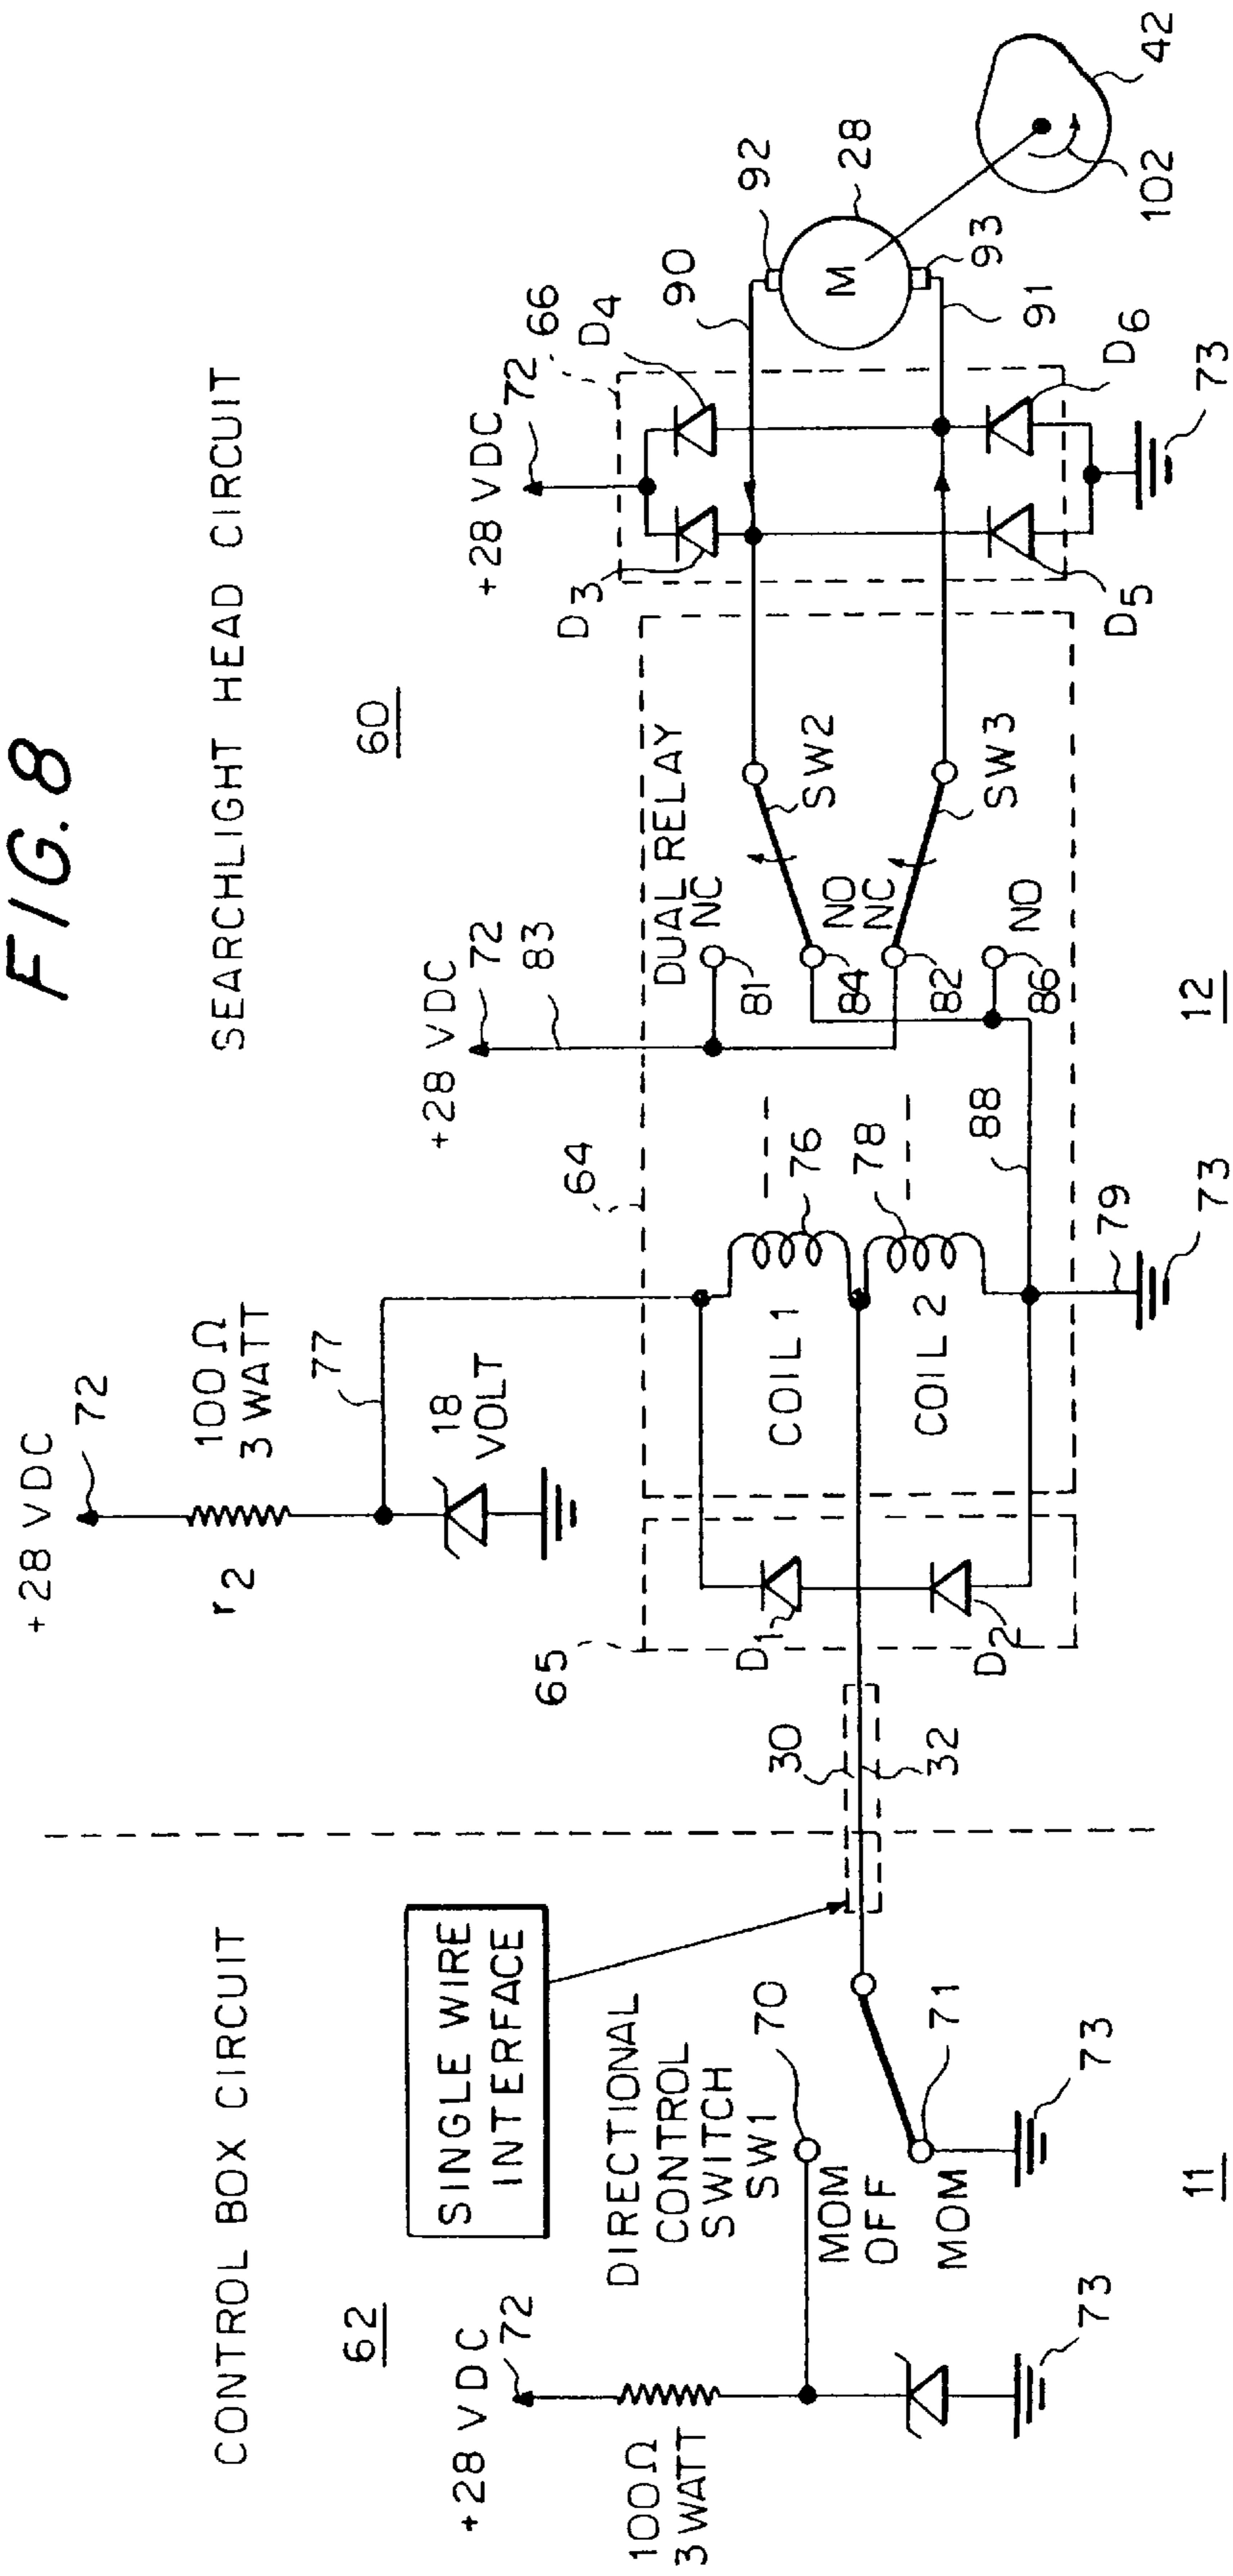 FIG. 8
SEARCHLIGHT HEAD CIRCUIT
CONTROL BOX CIRCUIT
60
62
+28 VDC
72
100Ω
3 WATT
r2
77
18
VOLT
+28 VDC
72
83
+28 VDC
72
66
D4
D3
90
92
28
M
93
91
D6
D5
73
42
102
64
DUAL RELAY
NC
81
NO
84
NC
82
NO
86
SW2
SW3
88
76
78
COIL 1
COIL 2
79
73
65
D1
D2
30
32
SINGLE WIRE
INTERFACE
DIRECTIONAL
CONTROL
SWITCH
SW1
70
MOM
OFF
MOM
71
73
+28 VDC
72
100Ω
3 WATT
73
11
12